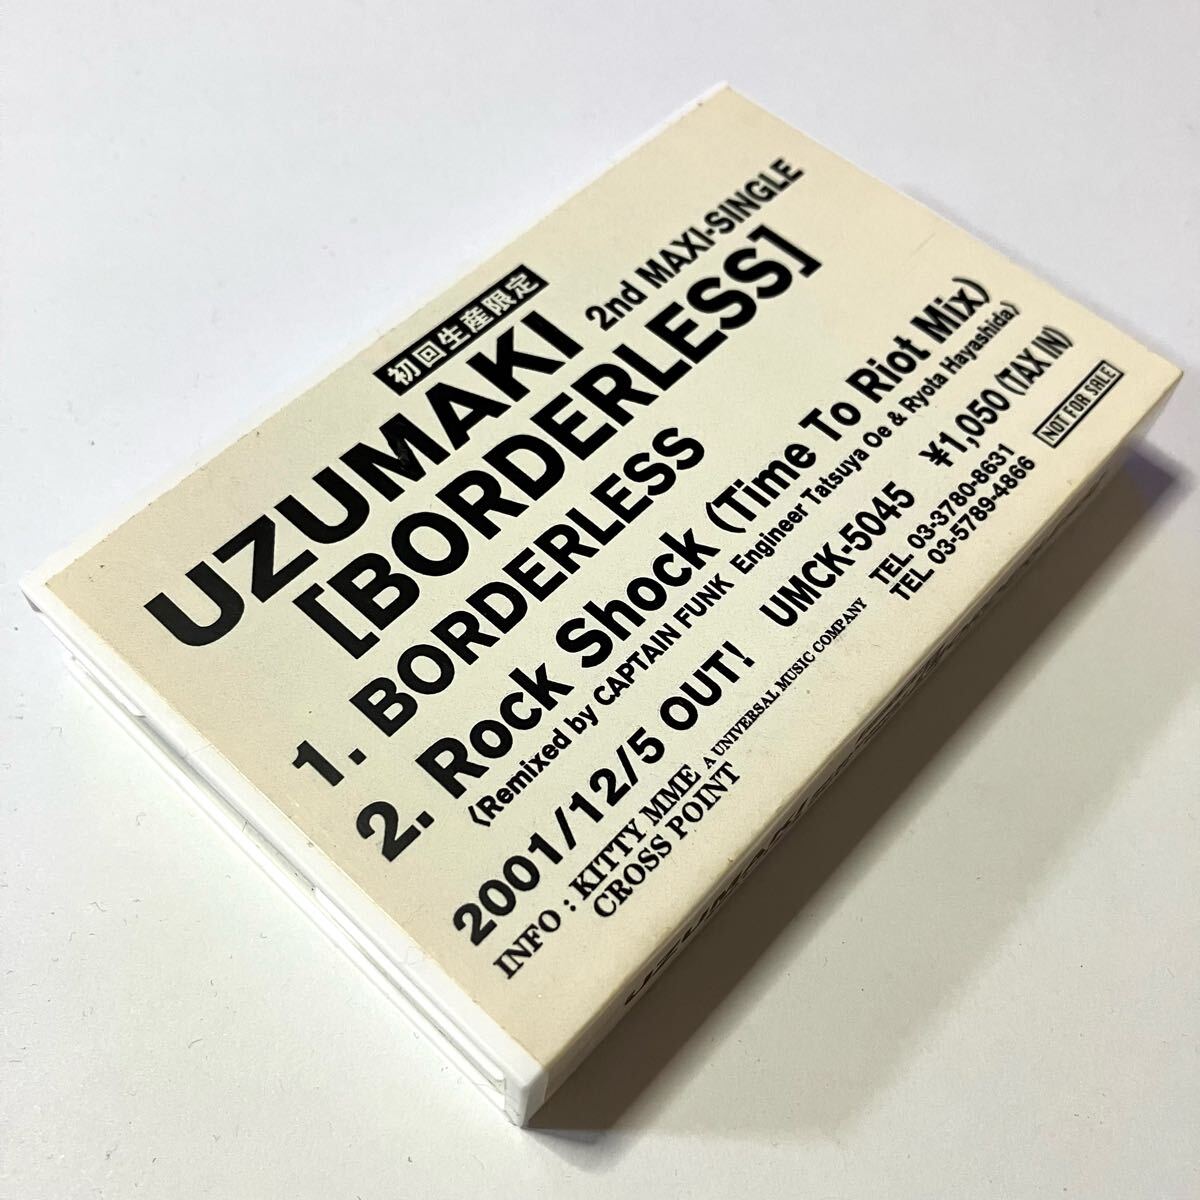 初回生産限定
UZUMAKI 2nd MAXI-SINGLE
[BORDERLESS]
1. BORDERLESS
2. Rock Shock (Time To Riot Mix)
〈Remixed by CAPTAIN FUNK Engineer Tatsuya Oe & Ryota Hayashida〉
2001/12/5 OUT! UMCK-5045 ¥1,050 (TAX IN)
INFO : KITTY MME A UNIVERSAL MUSIC COMPANY TEL 03-3780-8631
CROSS POINT TEL 03-5789-4866
NOT FOR SALE
UZUMAKI